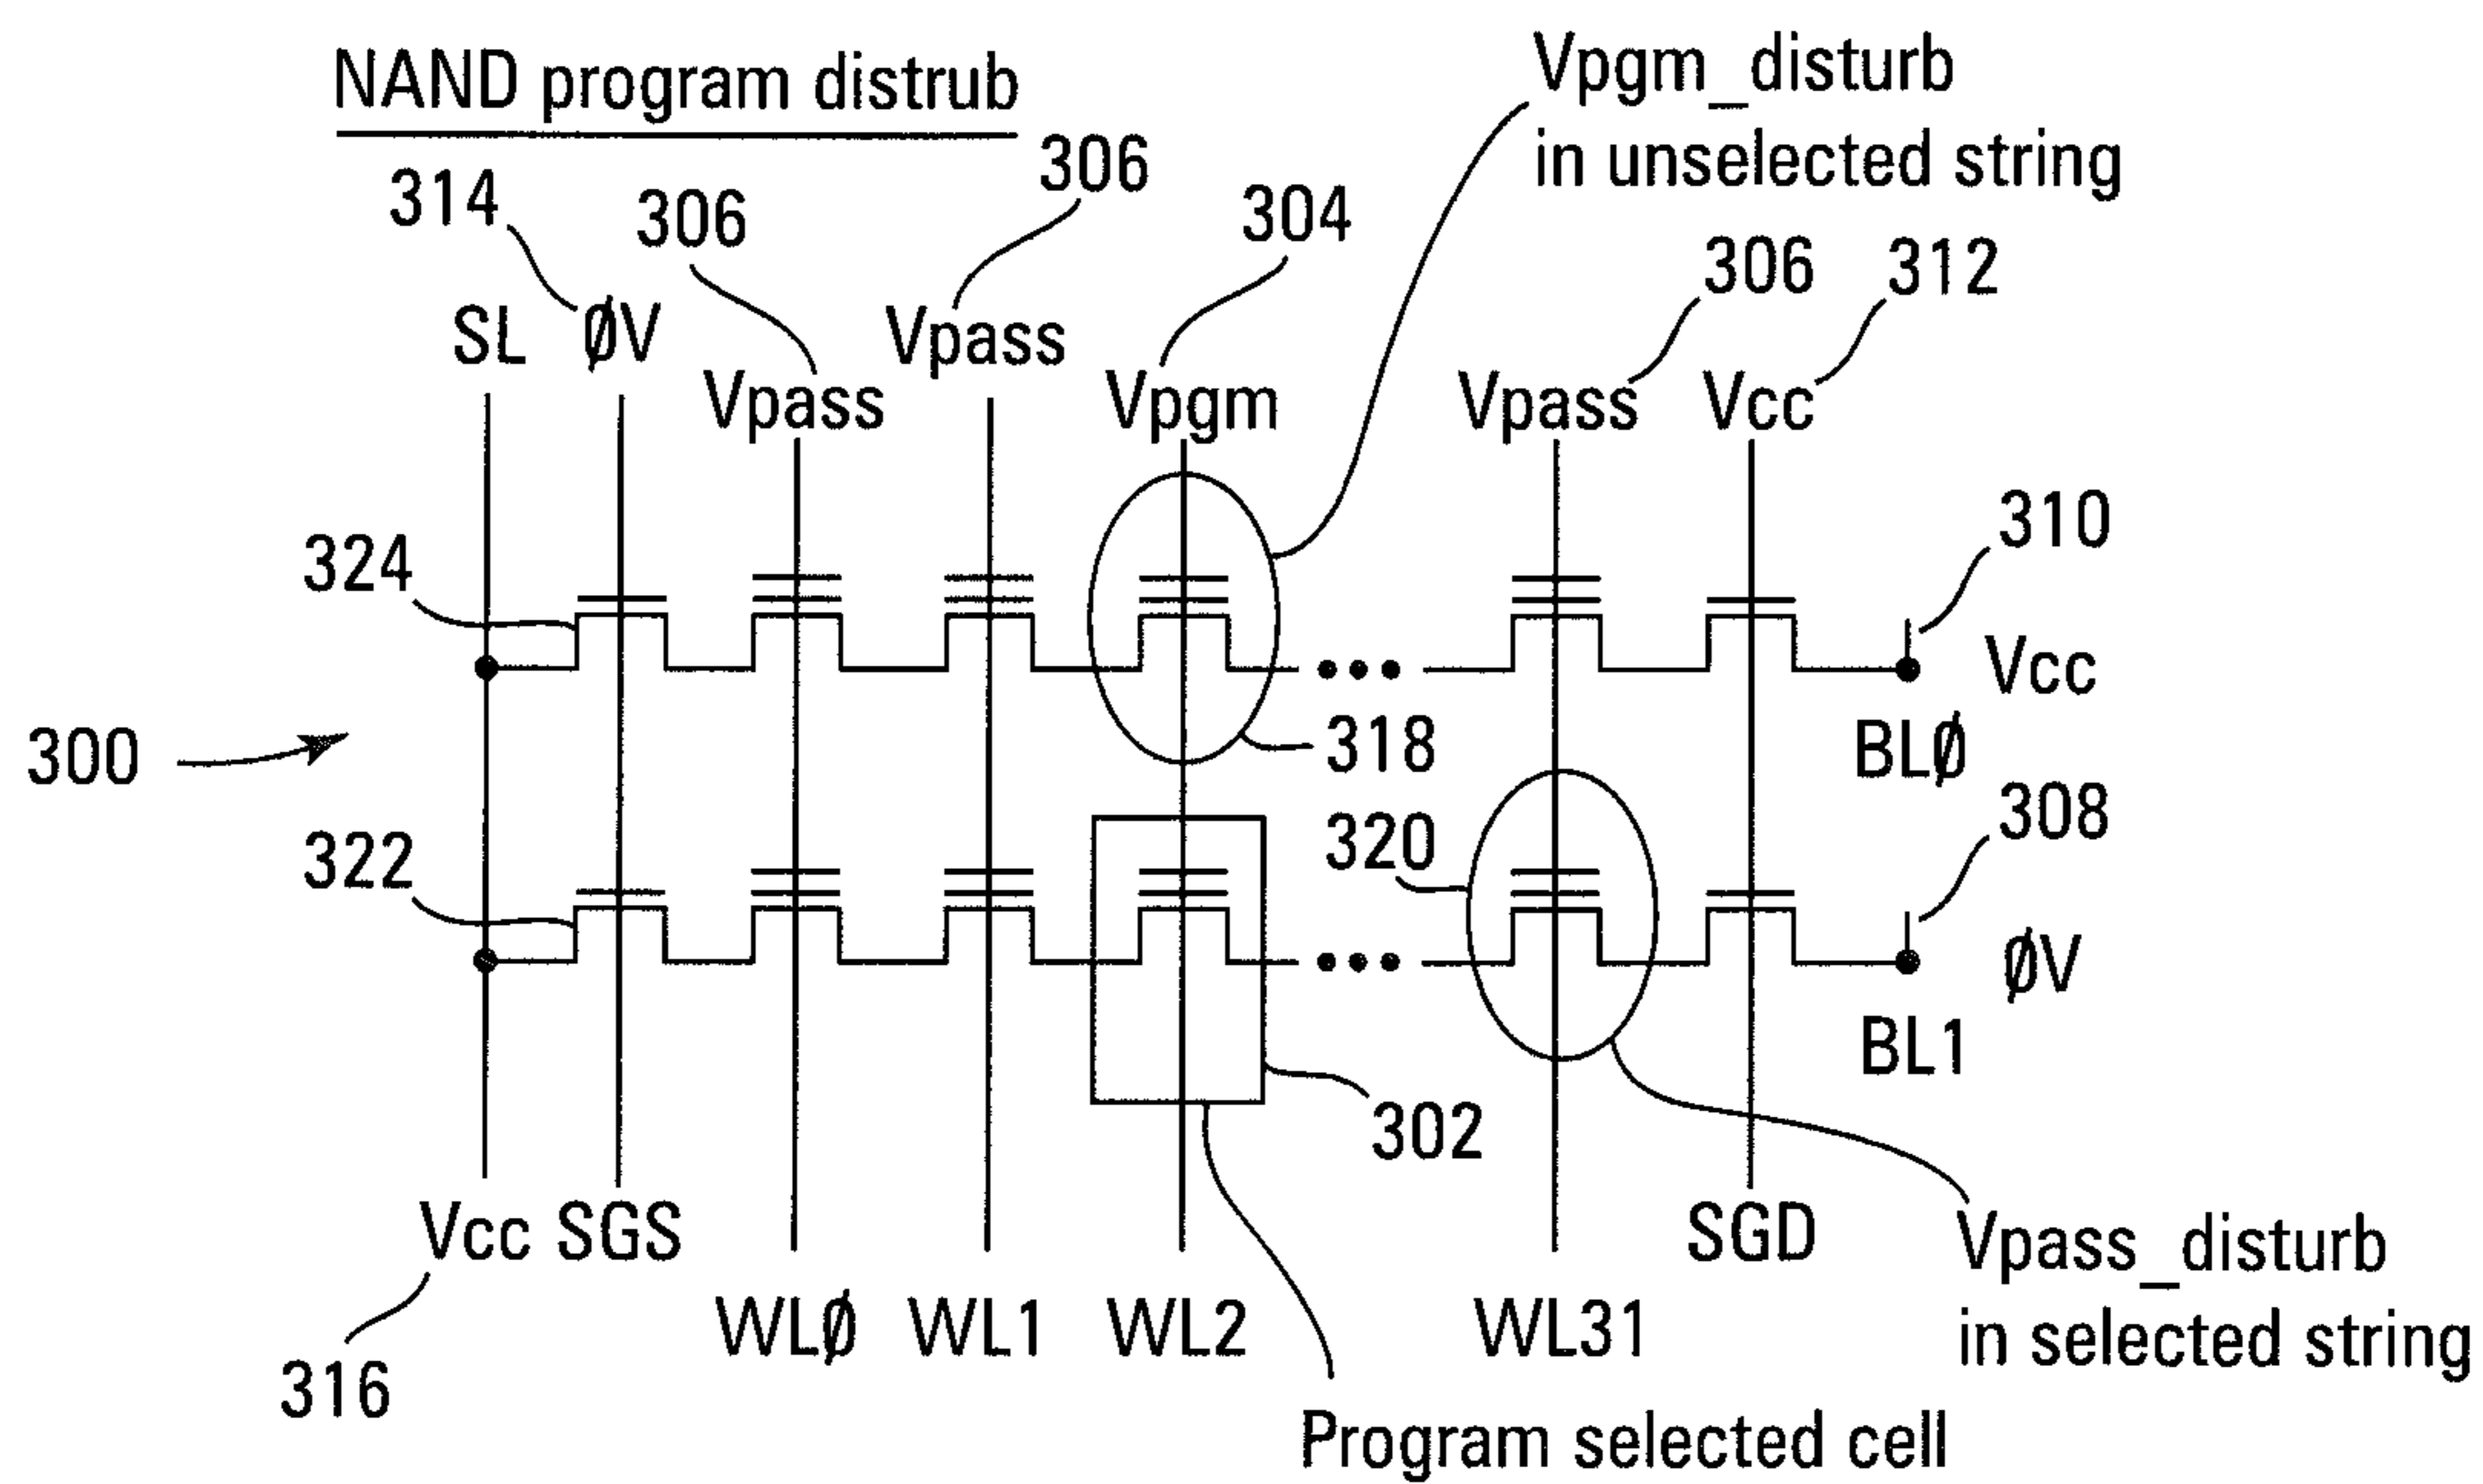 NAND program distrub
Vpgm_disturb
in unselected string
314
306
306
304
306
312
SL
ØV
Vpass
Vpass
Vpgm
Vpass
Vcc
310
324
Vcc
BLØ
318
300
308
320
322
ØV
BL1
302
Vcc
SGS
SGD
Vpass_disturb
in selected string
WLØ
WL1
WL2
WL31
316
Program selected cell